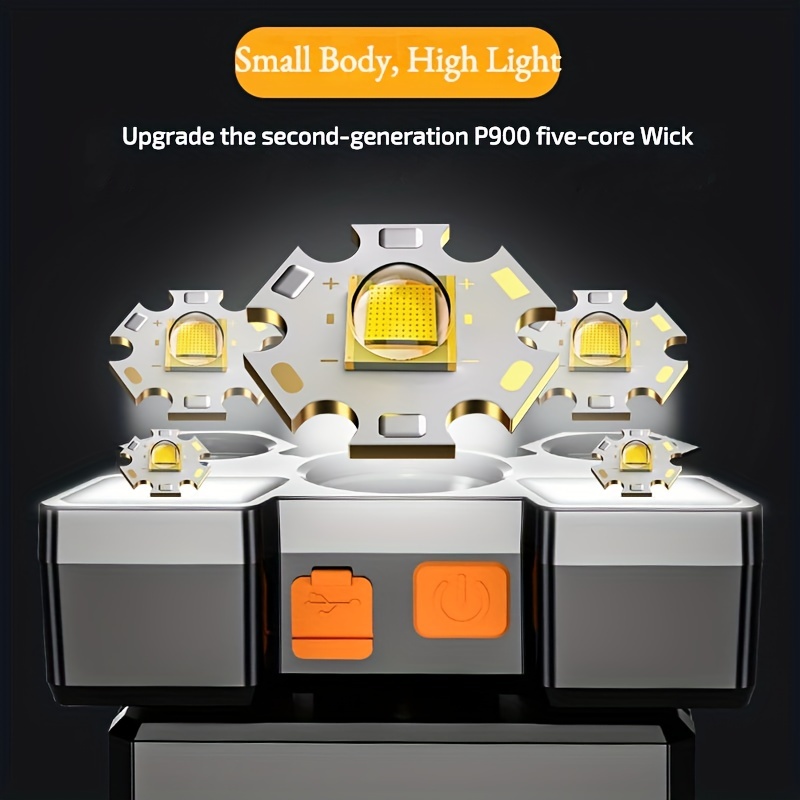 Small Body, High Light
Upgrade the second-generation P900 five-core Wick